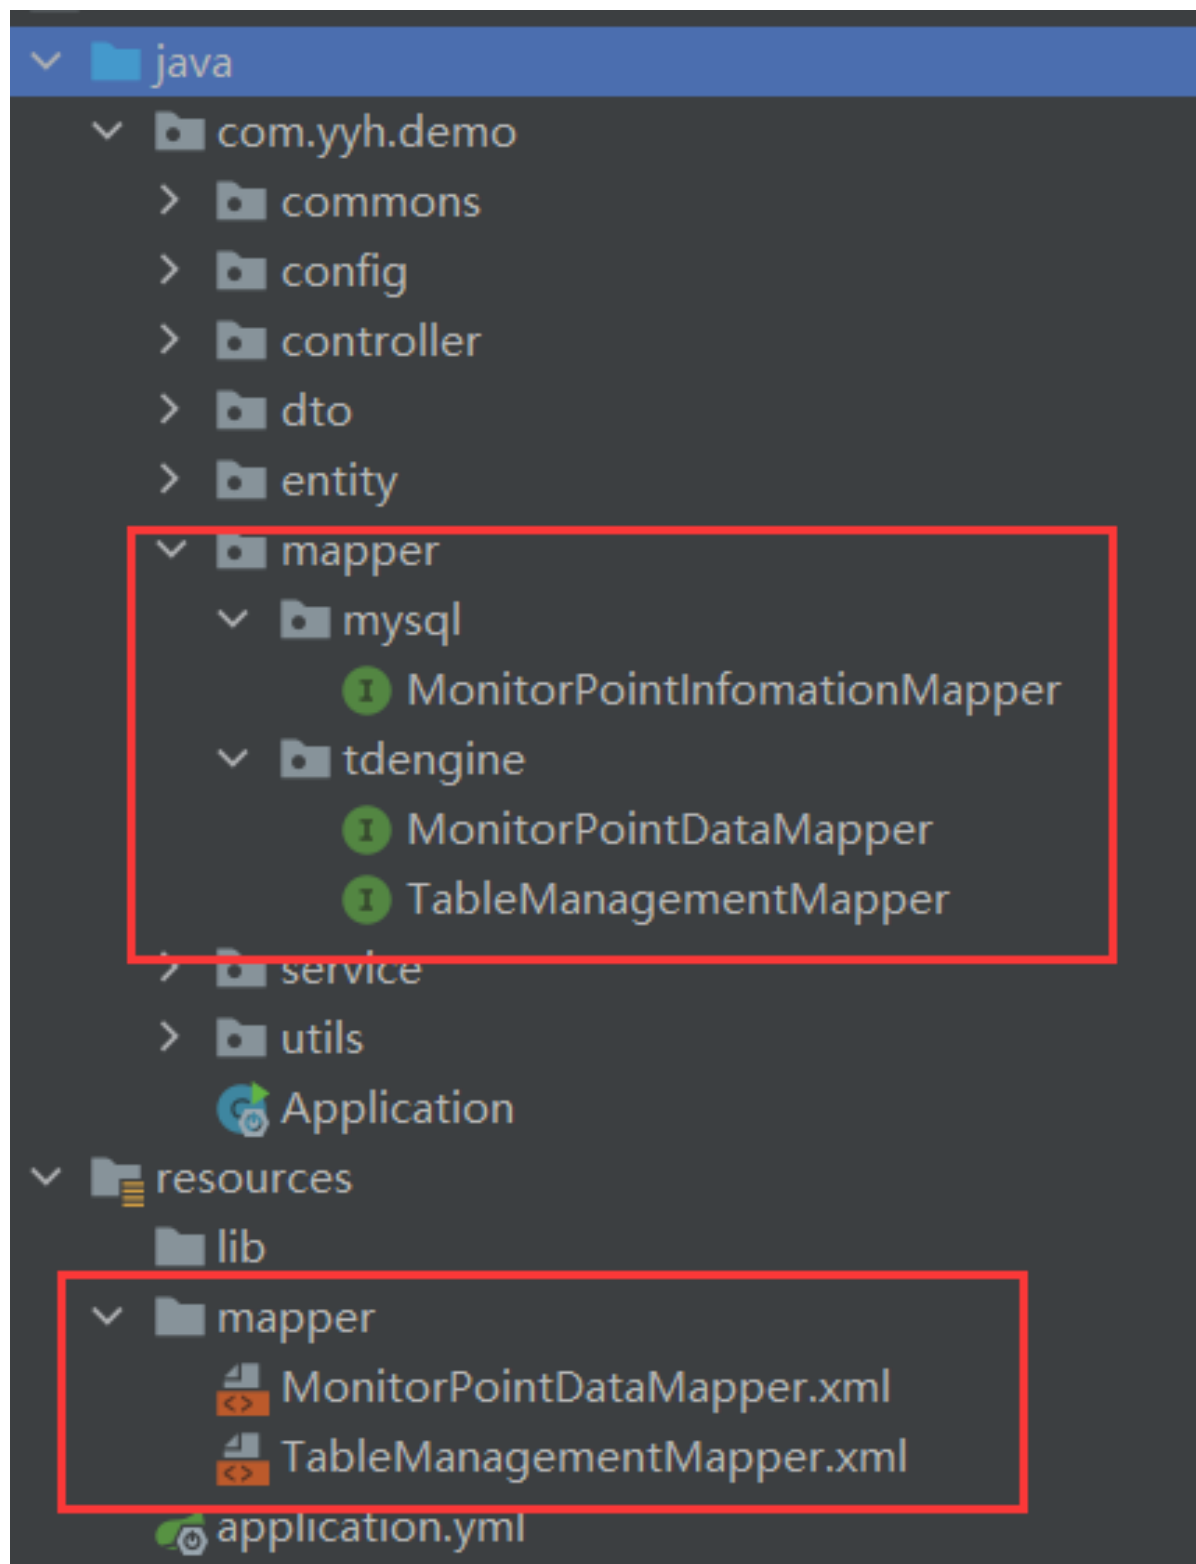 java
com.yyh.demo
commons
config
controller
dto
entity
mapper
mysql
MonitorPointInfomationMapper
tdengine
MonitorPointDataMapper
TableManagementMapper
service
utils
Application
resources
lib
mapper
MonitorPointDataMapper.xml
TableManagementMapper.xml
application.yml